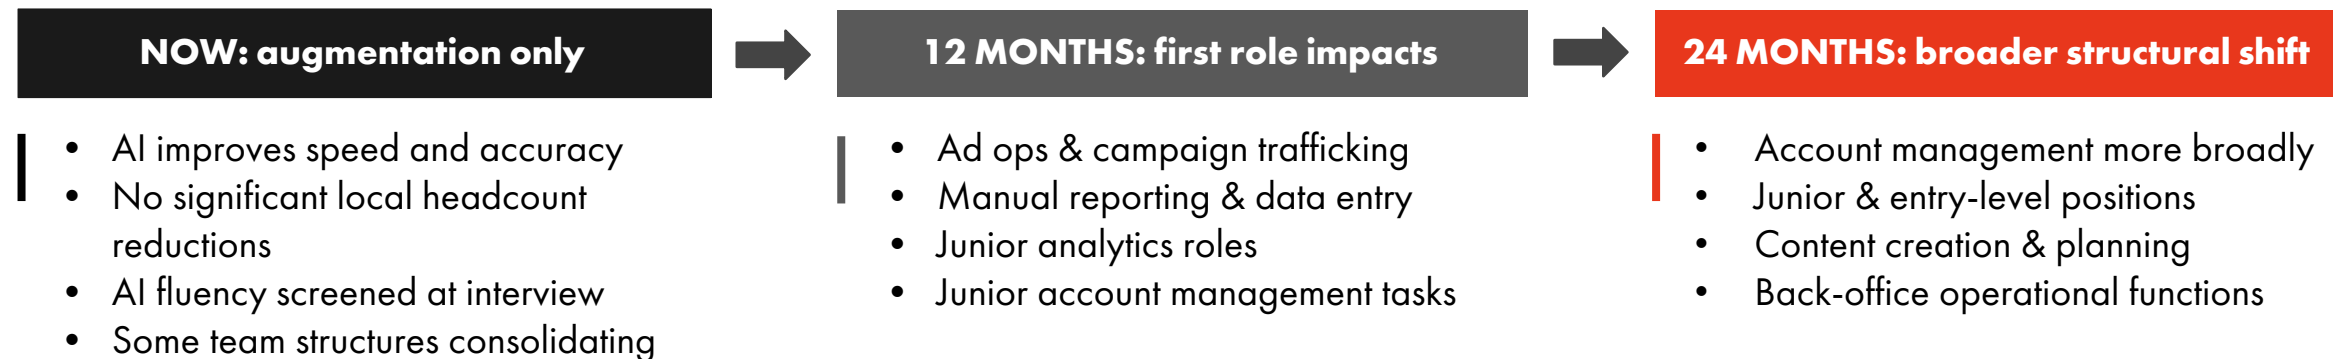 NOW: augmentation only
• AI improves speed and accuracy
• No significant local headcount
reductions
• AI fluency screened at interview
• Some team structures consolidating
12 MONTHS: first role impacts
• Ad ops & campaign trafficking
• Manual reporting & data entry
• Junior analytics roles
• Junior account management tasks
24 MONTHS: broader structural shift
• Account management more broadly
• Junior & entry-level positions
• Content creation & planning
• Back-office operational functions